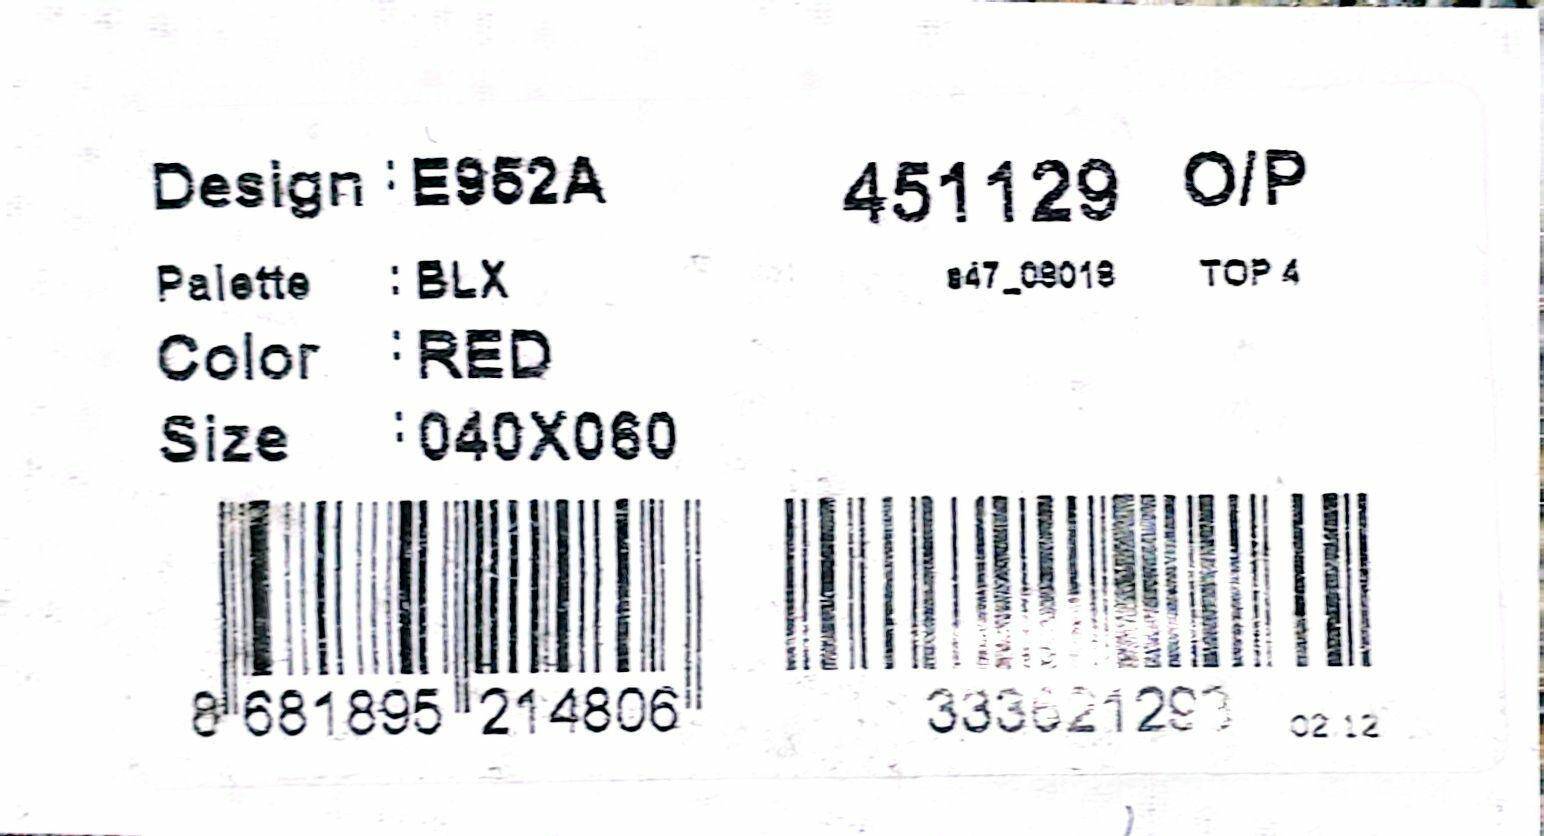 Design : E952A 451129 O/P
Palette : BLX TOP 4
Color : RED
Size : 040X060
8 681895 214806 02.12